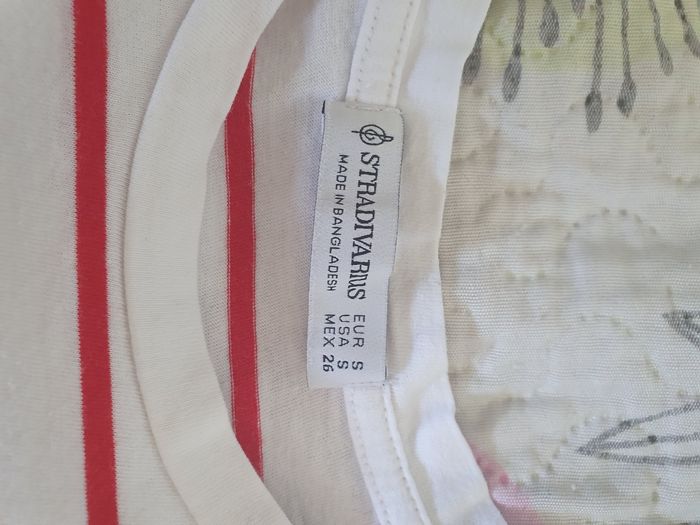 STRADIVARIUS
MADE IN BANGLADESH
EUR S
USA S
MEX 26